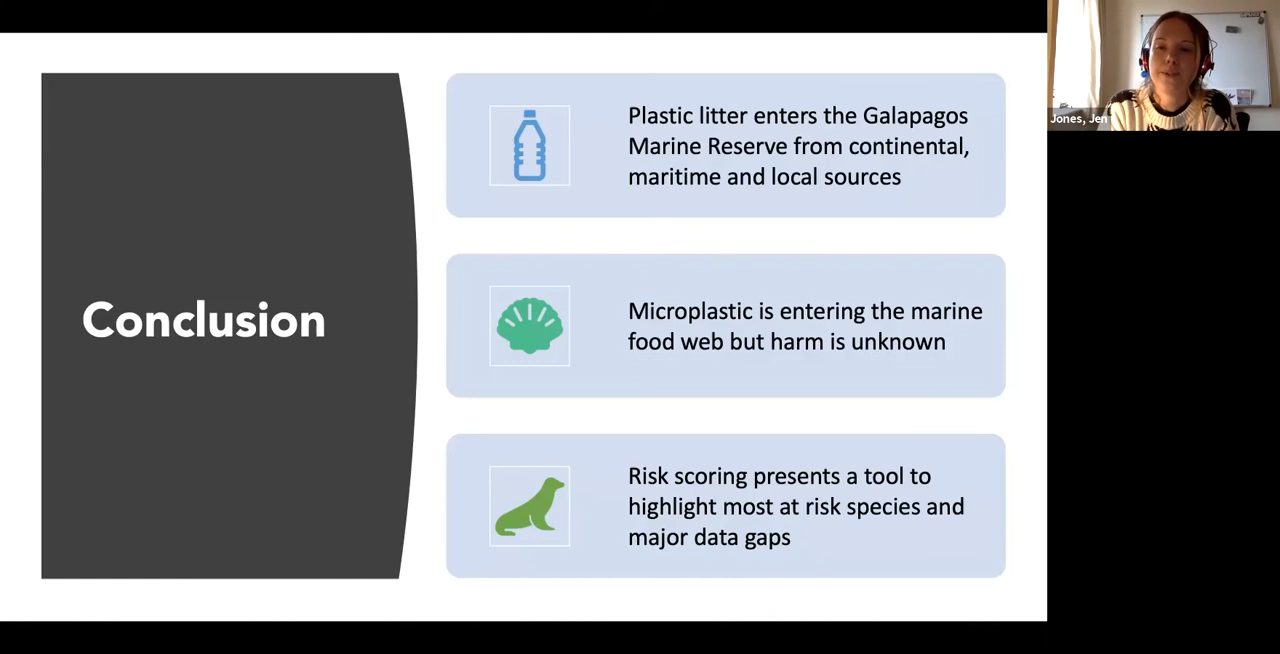 Conclusion
Plastic litter enters the Galapagos
Marine Reserve from continental,
maritime and local sources
Microplastic is entering the marine
food web but harm is unknown
Risk scoring presents a tool to
highlight most at risk species and
major data gaps
Jones, Jen